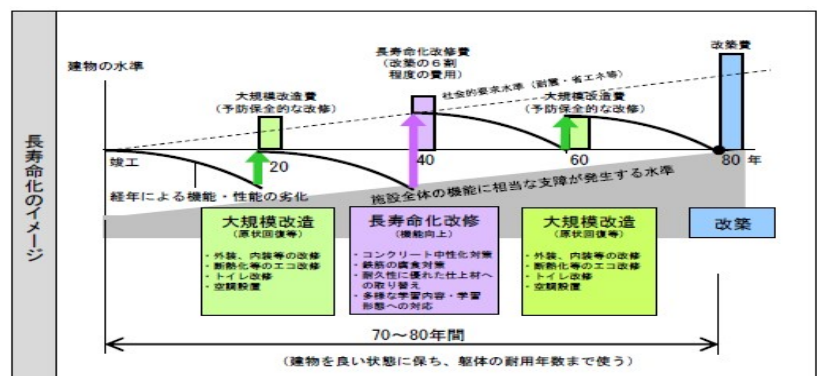 長寿命化のイメージ
建物の水準
大規模改造費
(予防保全的な改修)
長寿命化改修費
(改築の6割
程度の費用)
社会的要求水準(耐震・省エネ等)
大規模改造費
(予防保全的な改修)
改築費
竣工
20
40
60
80 年
経年による機能・性能の劣化
施設全体の機能に相当な支障が発生する水準
大規模改造
(原状回復等)
・外装、内装等の改修
・断熱化等のエコ改修
・トイレ改修
・空調設置
長寿命化改修
(機能向上)
・コンクリート中性化対策
・鉄筋の腐食対策
・耐久性に優れた仕上材へ
の取り替え
・多様な学習内容・学習
形態への対応
大規模改造
(原状回復等)
・外装、内装等の改修
・断熱化等のエコ改修
・トイレ改修
・空調設置
改築
70~80年間
(建物を良い状態に保ち、躯体の耐用年数まで使う)